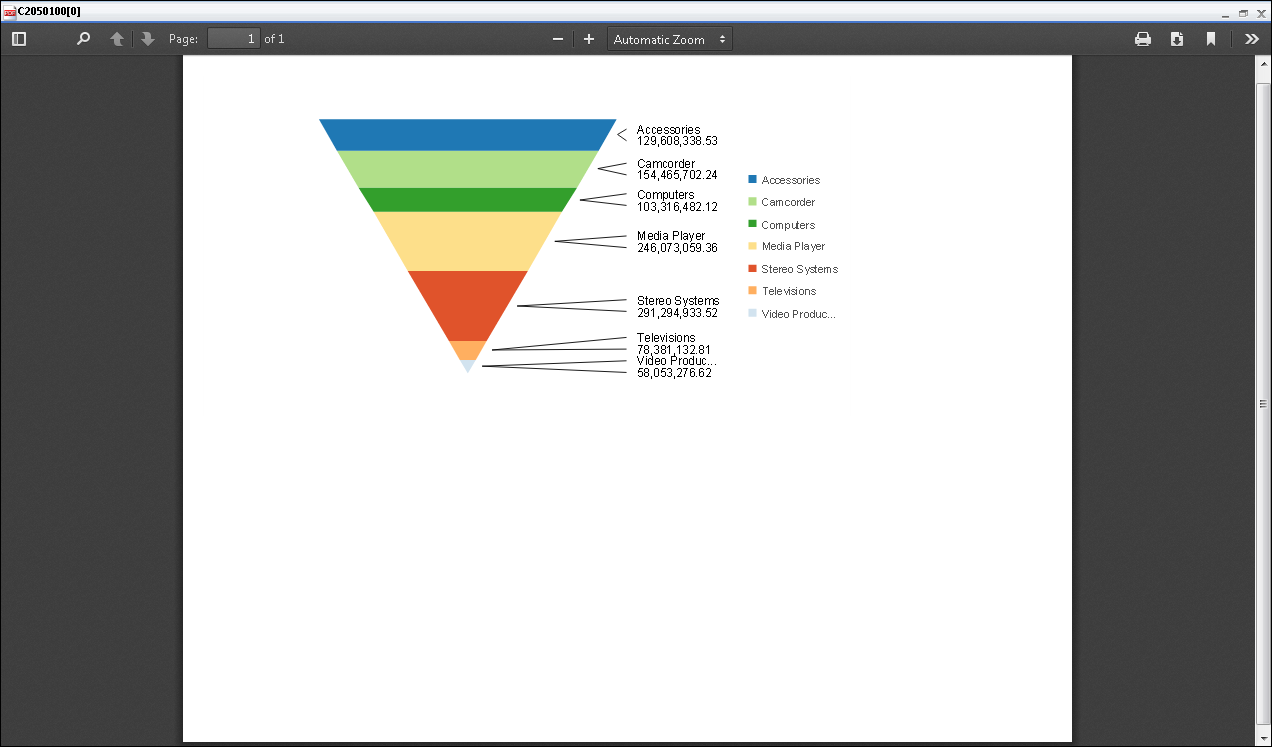 C2050100[0]
Page: 1 of 1
Automatic Zoom
Accessories
129,608,338.53
Camcorder
154,465,702.24
Computers
103,316,482.12
Media Player
246,073,059.36
Stereo Systems
291,294,933.52
Televisions
78,381,132.81
Video Produc...
58,053,276.62
Accessories
Camcorder
Computers
Media Player
Stereo Systems
Televisions
Video Produc...